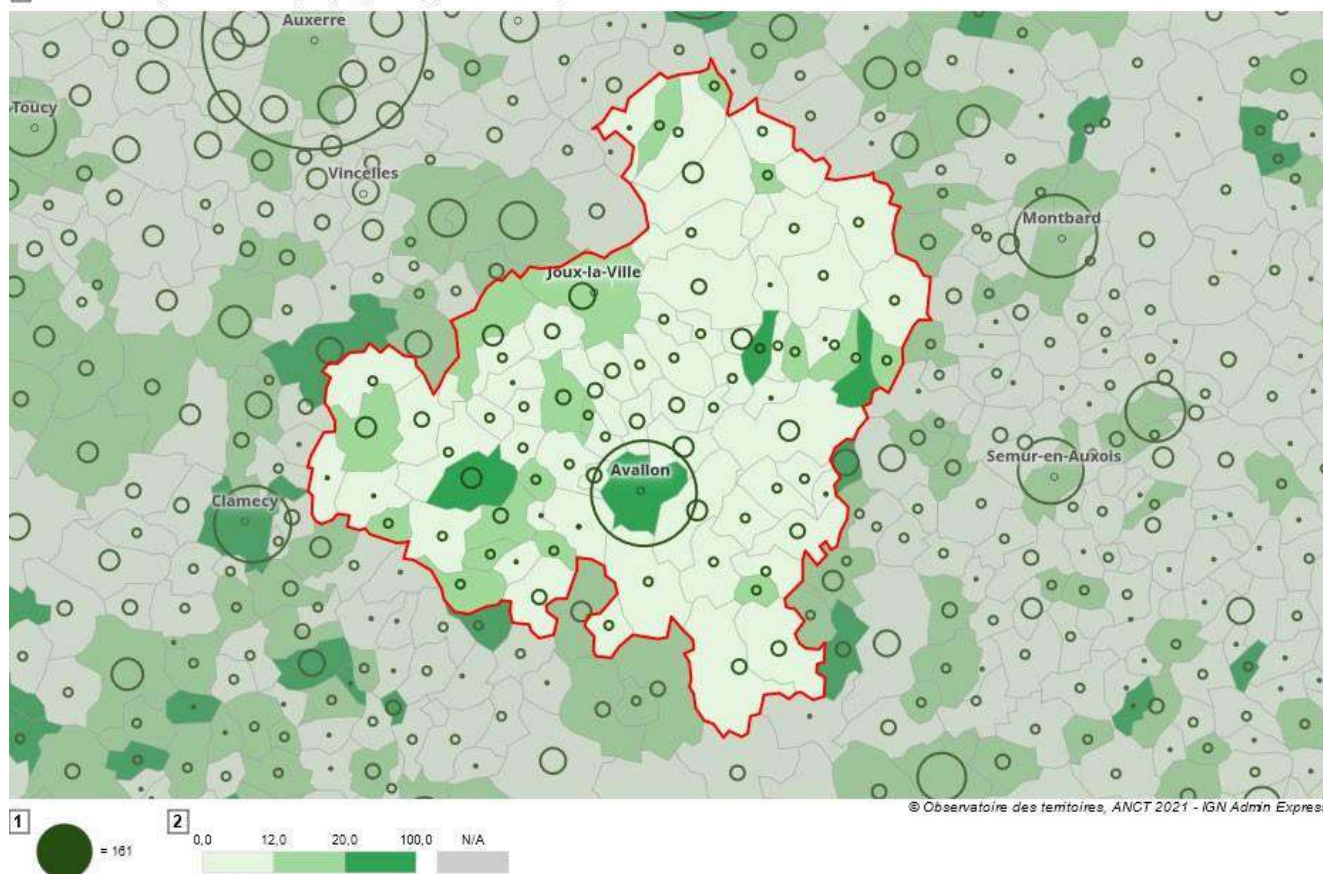 Auxerre
Toucy
Vincelles
Montbard
Joux-la-Ville
Avallon
Semur-en-Auxois
Clamecy
© Observatoire des territoires, ANCT 2021 - IGN Admin Express
1
= 161
2
0,0 12,0 20,0 100,0 N/A